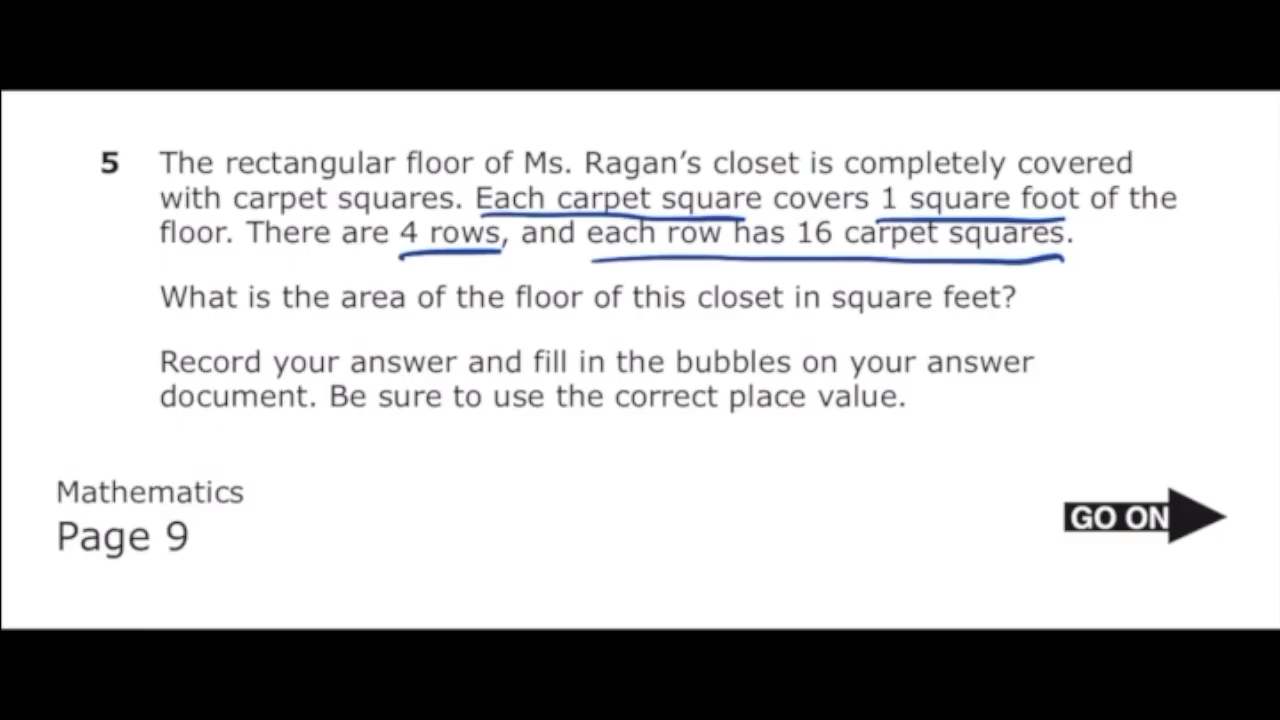 5 The rectangular floor of Ms. Ragan’s closet is completely covered
with carpet squares. Each carpet square covers 1 square foot of the
floor. There are 4 rows, and each row has 16 carpet squares.
What is the area of the floor of this closet in square feet?
Record your answer and fill in the bubbles on your answer
document. Be sure to use the correct place value.
Mathematics
Page 9
GO ON